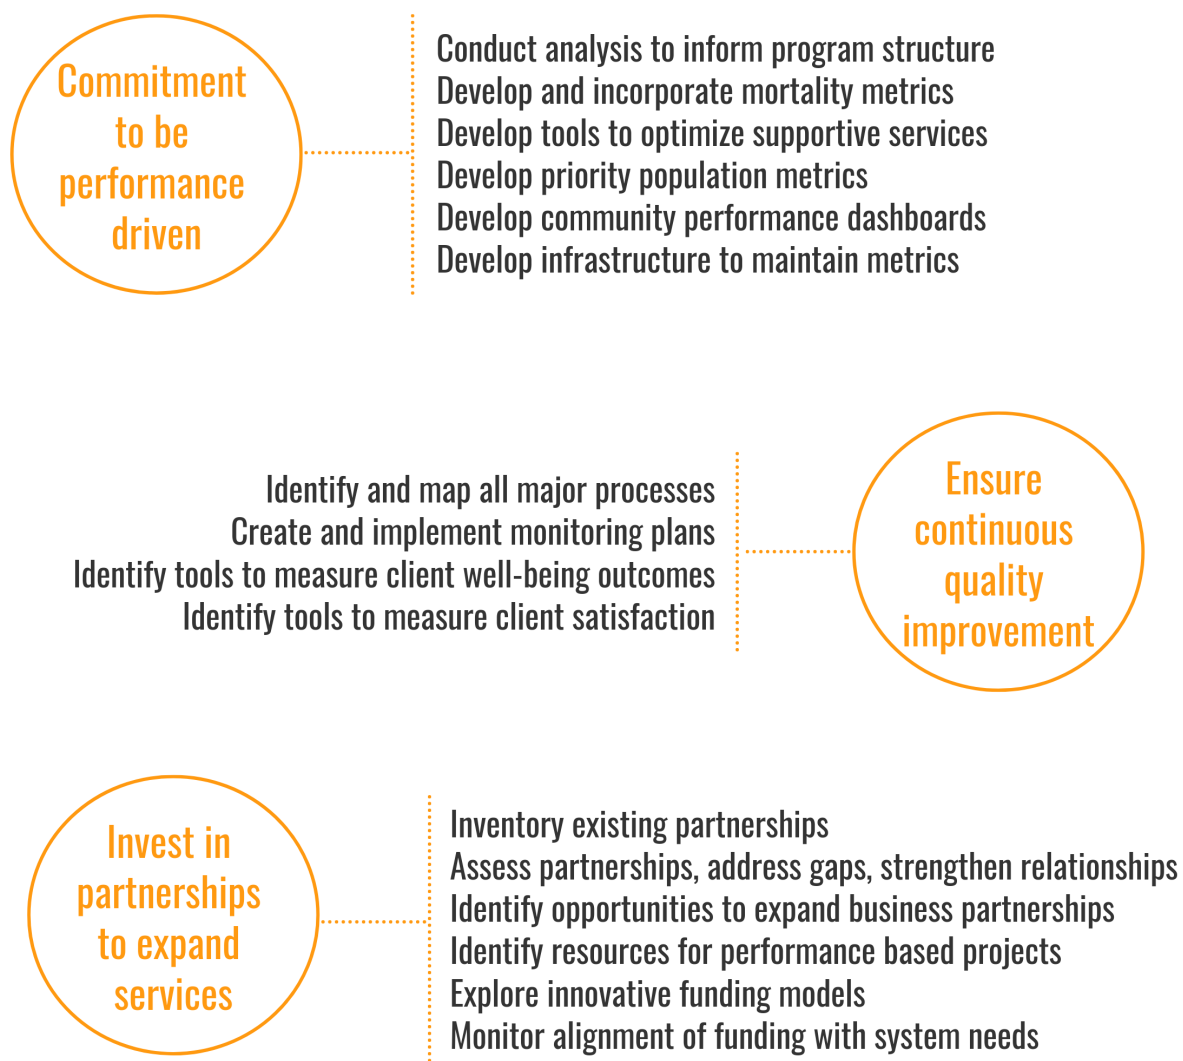 Commitment
to be
performance
driven
Conduct analysis to inform program structure
Develop and incorporate mortality metrics
Develop tools to optimize supportive services
Develop priority population metrics
Develop community performance dashboards
Develop infrastructure to maintain metrics
Identify and map all major processes
Create and implement monitoring plans
Identify tools to measure client well-being outcomes
Identify tools to measure client satisfaction
Ensure
continuous
quality
improvement
Invest in
partnerships
to expand
services
Inventory existing partnerships
Assess partnerships, address gaps, strengthen relationships
Identify opportunities to expand business partnerships
Identify resources for performance based projects
Explore innovative funding models
Monitor alignment of funding with system needs